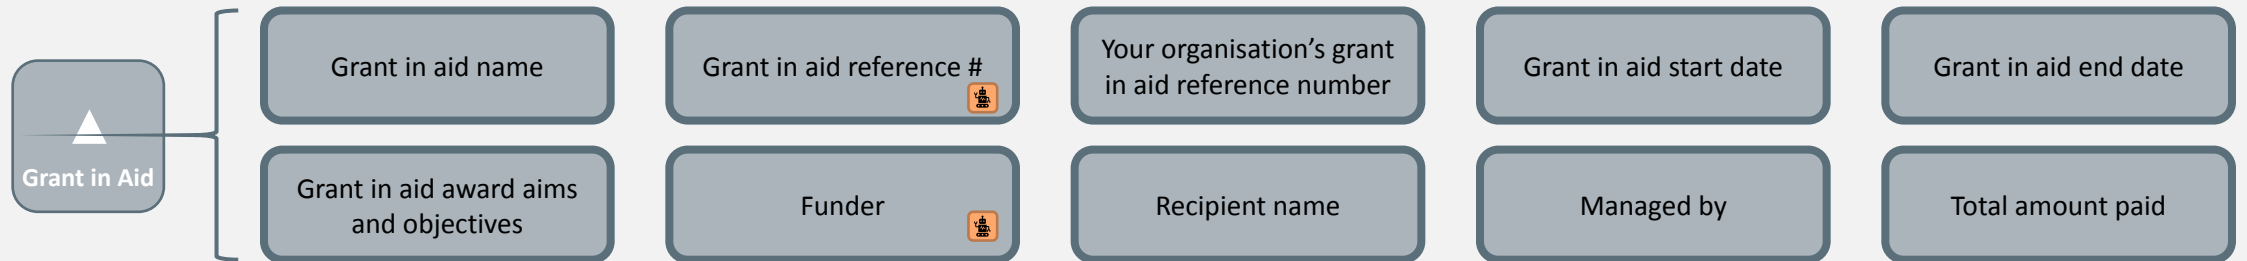 Grant in Aid
Grant in aid name
Grant in aid reference #
Your organisation’s grant
in aid reference number
Grant in aid start date
Grant in aid end date
Grant in aid award aims
and objectives
Funder
Recipient name
Managed by
Total amount paid